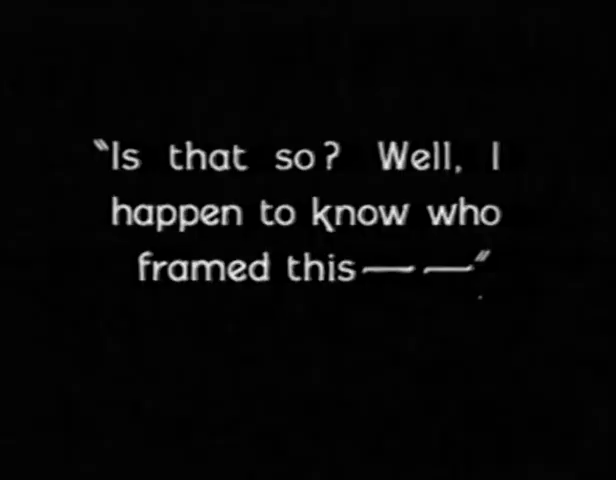 "Is that so? Well, I
happen to know who
framed this — —"